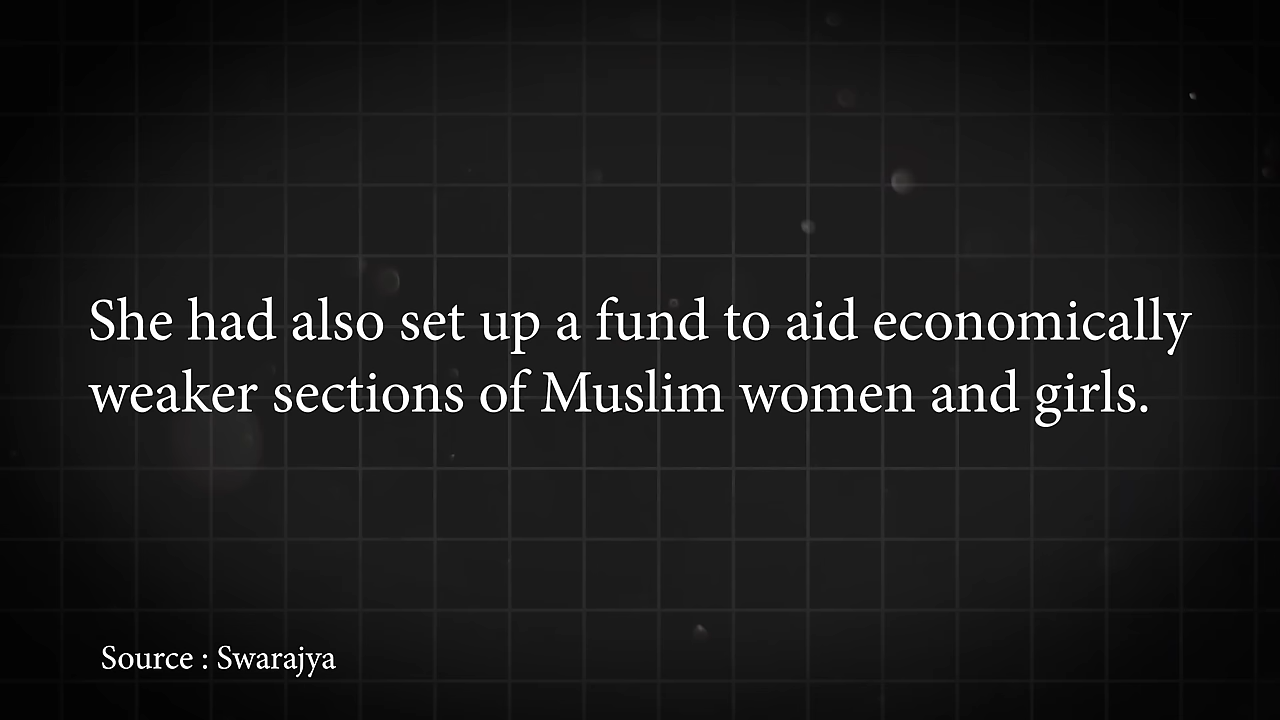 She had also set up a fund to aid economically
weaker sections of Muslim women and girls.
Source : Swarajya